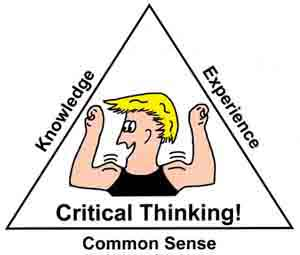 Knowledge
Experience
Critical Thinking!
Common Sense